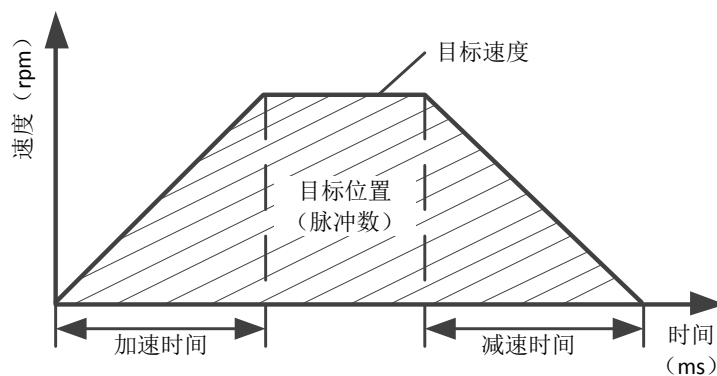 速度（rpm）
目标速度
目标位置
（脉冲数）
加速时间
减速时间
时间
（ms）